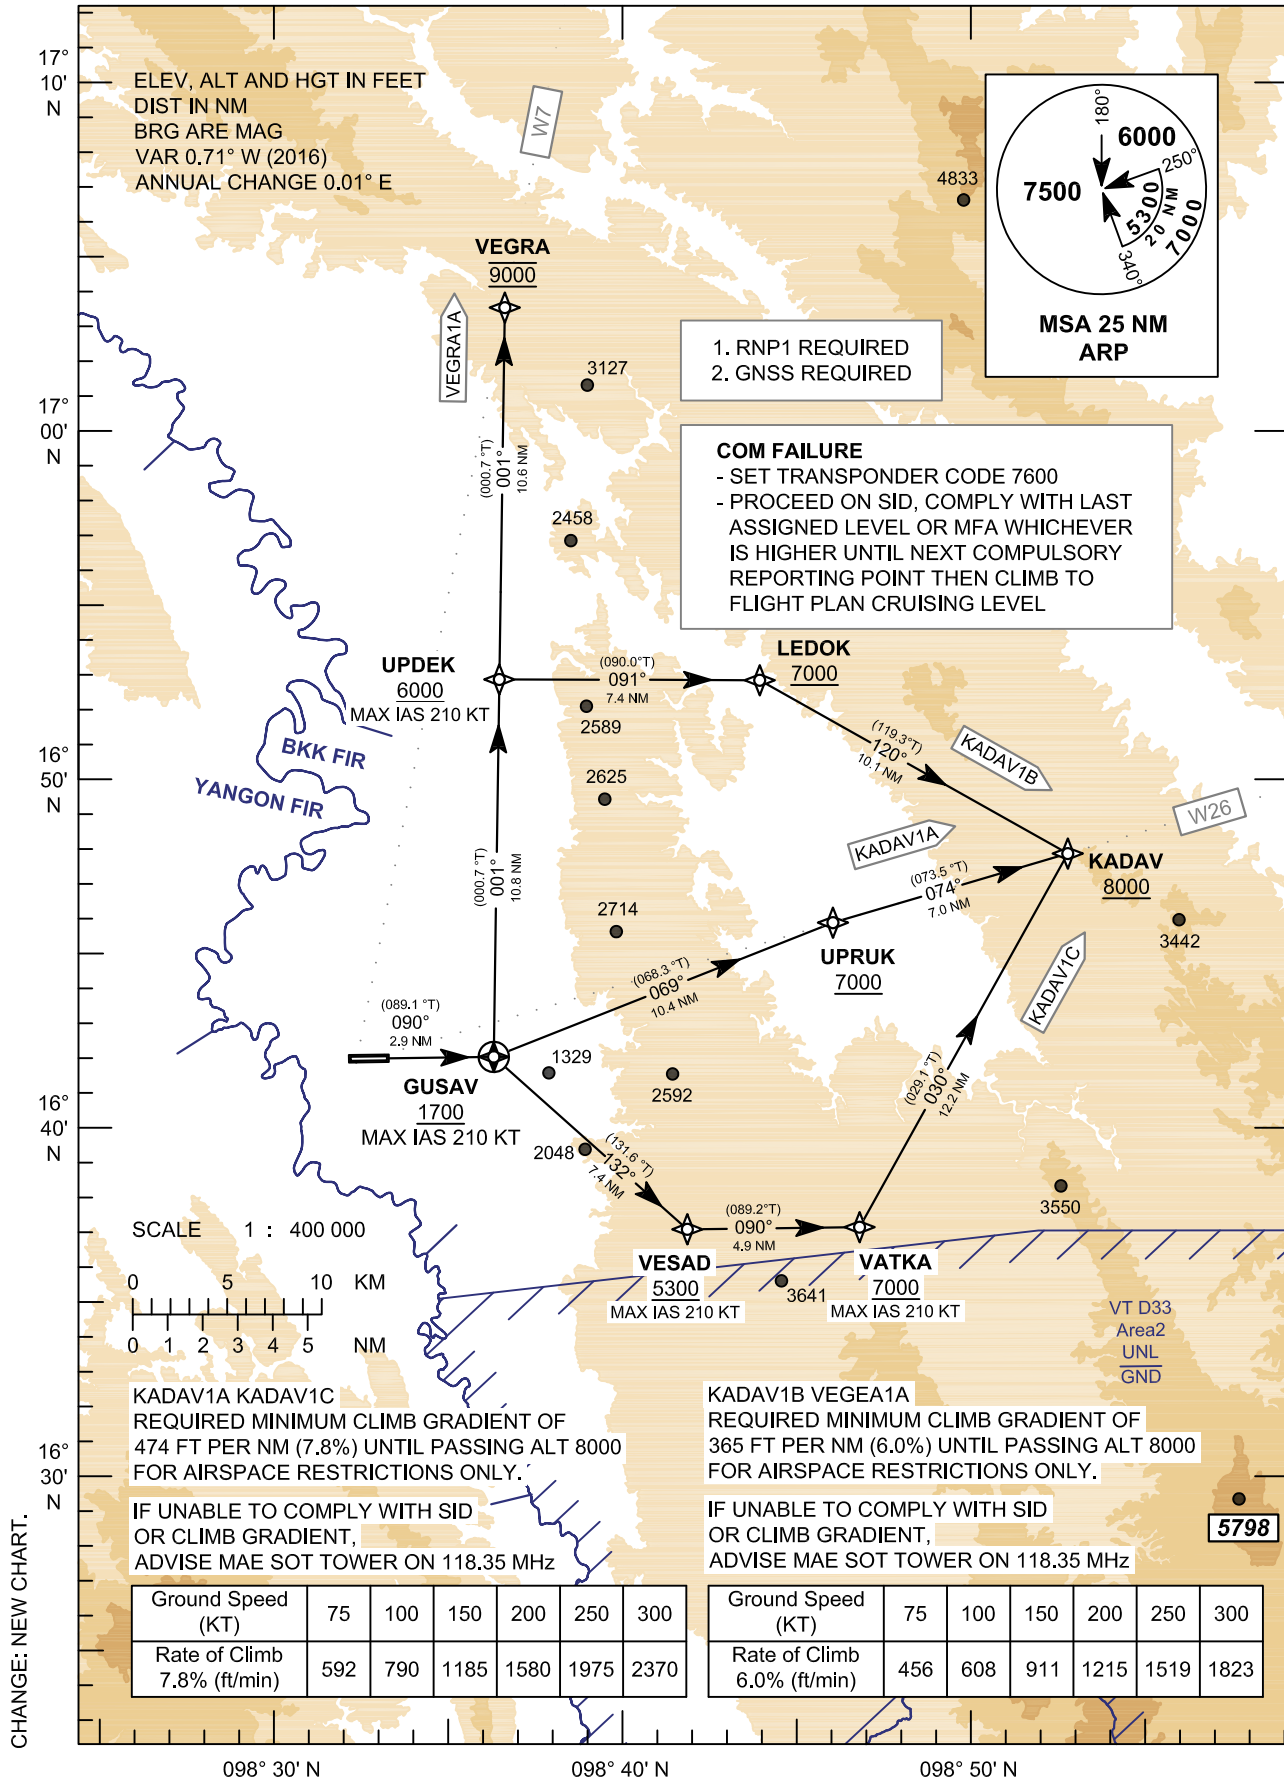 17°
10'
N
ELEV, ALT AND HGT IN FEET
DIST IN NM
BRG ARE MAG
VAR 0.71° W (2016)
ANNUAL CHANGE 0.01° E
W7
4833
180°
6000
250°
7500
5300
20 NM
7000
340°
MSA 25 NM
ARP
VEGRA
9000
VEGRA1A
3127
1. RNP1 REQUIRED
2. GNSS REQUIRED
17°
00'
N
(000.7 °T)
001°
10.6 NM
COM FAILURE
- SET TRANSPONDER CODE 7600
- PROCEED ON SID, COMPLY WITH LAST
ASSIGNED LEVEL OR MFA WHICHEVER
IS HIGHER UNTIL NEXT COMPULSORY
REPORTING POINT THEN CLIMB TO
FLIGHT PLAN CRUISING LEVEL
2458
UPDEK
6000
MAX IAS 210 KT
(090.0°T)
091°
7.4 NM
LEDOK
7000
2589
BKK FIR
YANGON FIR
16°
50'
N
2625
(119.3°T)
120°
10.1 NM
KADAV1B
W26
KADAV1A
KADAV
8000
(000.7 °T)
001°
10.8 NM
(073.5°T)
074°
7.0 NM
2714
3442
UPRUK
7000
(068.3 °T)
069°
10.4 NM
KADAV1C
(089.1 °T)
090°
2.9 NM
GUSAV
1700
MAX IAS 210 KT
1329
2592
(029.1 °T)
030°
12.2 NM
16°
40'
N
2048
(131.6 °T)
132°
7.4 NM
3550
(089.2°T)
090°
4.9 NM
SCALE 1 : 400 000
0 5 10 KM
0 1 2 3 4 5 NM
VESAD
5300
MAX IAS 210 KT
3641
VATKA
7000
MAX IAS 210 KT
VT D33
Area2
UNL
GND
KADAV1A KADAV1C
REQUIRED MINIMUM CLIMB GRADIENT OF
474 FT PER NM (7.8%) UNTIL PASSING ALT 8000
FOR AIRSPACE RESTRICTIONS ONLY.
IF UNABLE TO COMPLY WITH SID
OR CLIMB GRADIENT,
ADVISE MAE SOT TOWER ON 118.35 MHz
KADAV1B VEGEA1A
REQUIRED MINIMUM CLIMB GRADIENT OF
365 FT PER NM (6.0%) UNTIL PASSING ALT 8000
FOR AIRSPACE RESTRICTIONS ONLY.
IF UNABLE TO COMPLY WITH SID
OR CLIMB GRADIENT,
ADVISE MAE SOT TOWER ON 118.35 MHz
16°
30'
N
5798
Ground Speed
(KT)
75 100 150 200 250 300
Rate of Climb
7.8% (ft/min)
592 790 1185 1580 1975 2370
Ground Speed
(KT)
75 100 150 200 250 300
Rate of Climb
6.0% (ft/min)
456 608 911 1215 1519 1823
CHANGE: NEW CHART.
098° 30' N
098° 40' N
098° 50' N